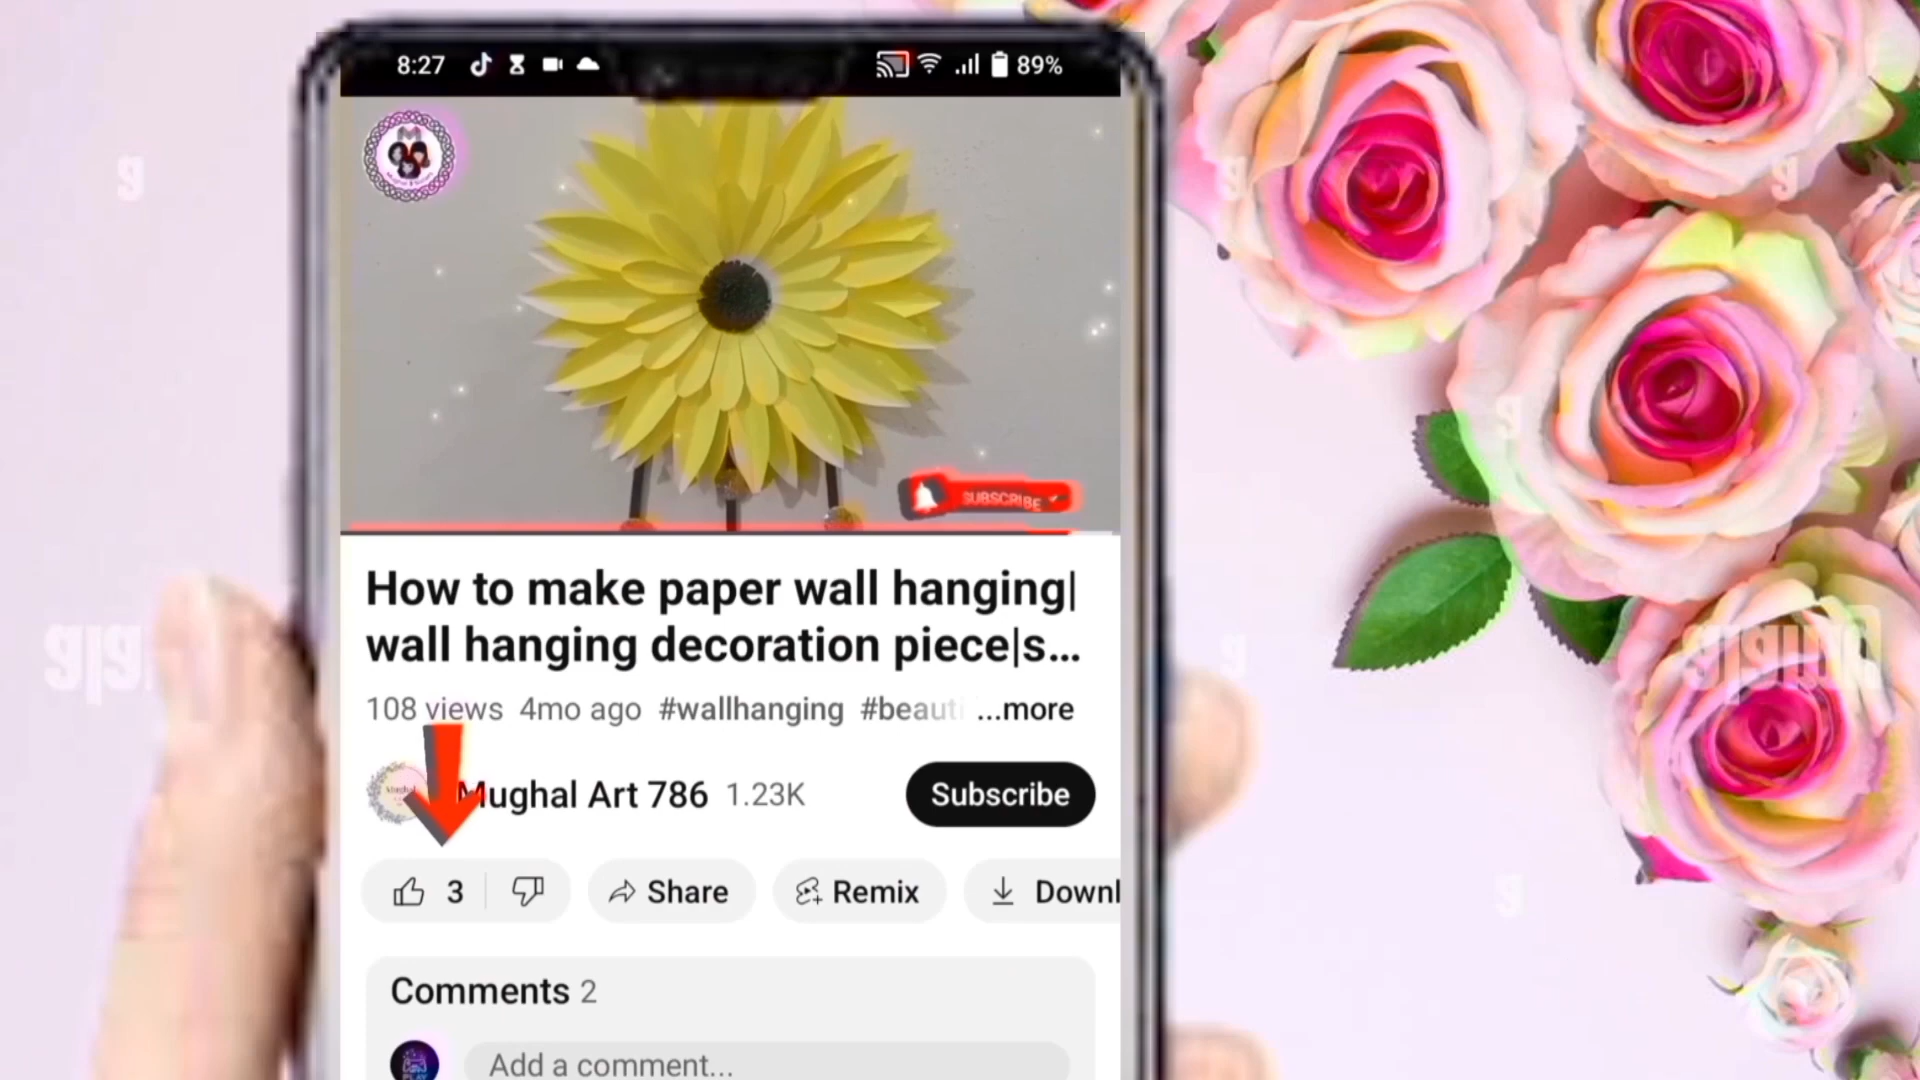 8:27
89%
SUBSCRIBE
How to make paper wall hanging|
wall hanging decoration piece|s...
108 views 4mo ago #wallhanging #beauti ...more
Mughal Art 786 1.23K
Subscribe
3
Share
Remix
Downl
Comments 2
Add a comment...